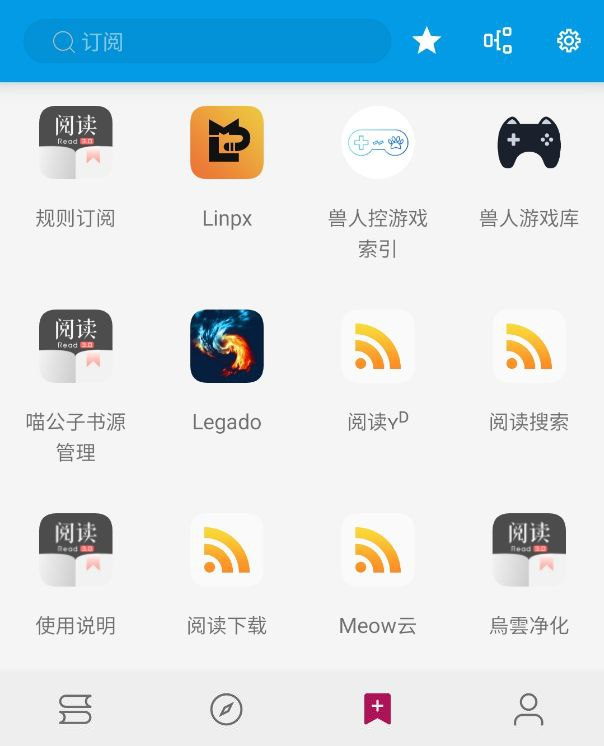 订阅
阅读
Read 3.0
规则订阅
Linpx
兽人控游戏
索引
兽人游戏库
阅读
Read 3.0
喵公子书源
管理
Legado
阅读YD
阅读搜索
阅读
Read 3.0
使用说明
阅读下载
Meow云
阅读
Read 3.0
烏雲净化